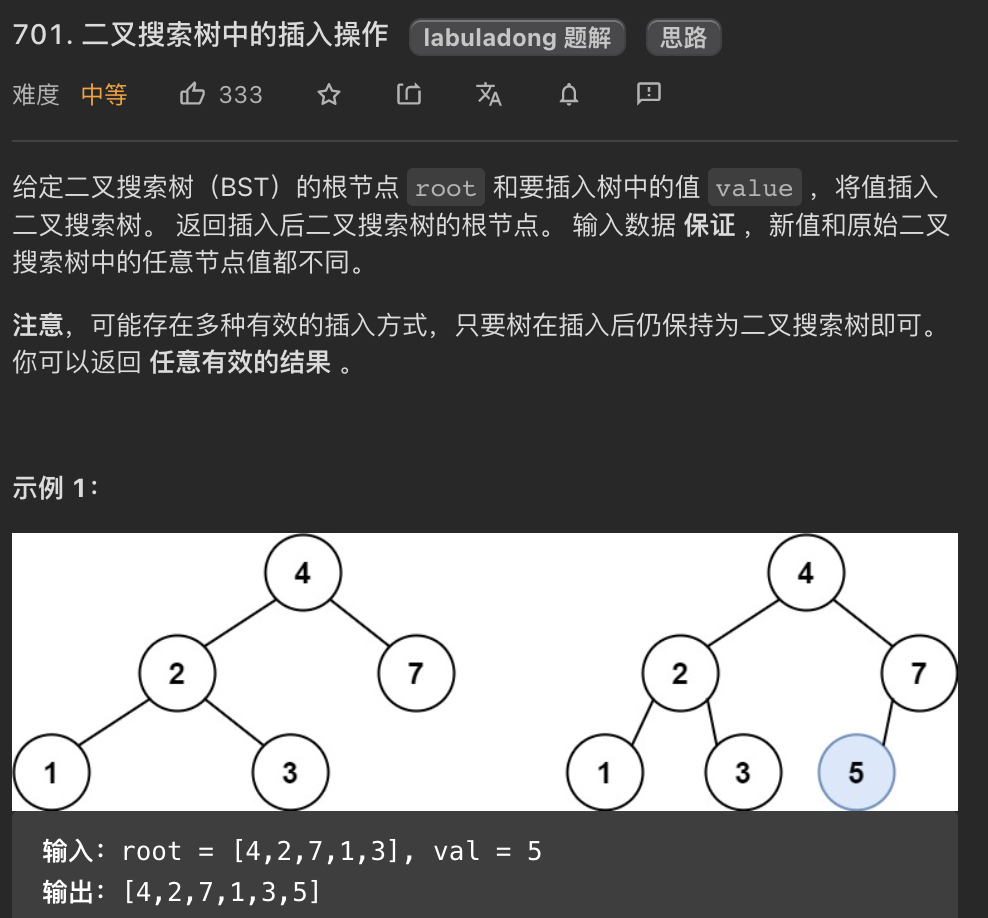 701. 二叉搜索树中的插入操作 labuladong 题解 思路
难度 中等 333
给定二叉搜索树（BST）的根节点 root 和要插入树中的值 value ，将值插入
二叉搜索树。 返回插入后二叉搜索树的根节点。 输入数据 保证 ，新值和原始二叉
搜索树中的任意节点值都不同。
注意，可能存在多种有效的插入方式，只要树在插入后仍保持为二叉搜索树即可。
你可以返回 任意有效的结果 。
示例 1：
4 4
2 7 2 7
1 3 1 3 5
输入：root = [4,2,7,1,3], val = 5
输出：[4,2,7,1,3,5]